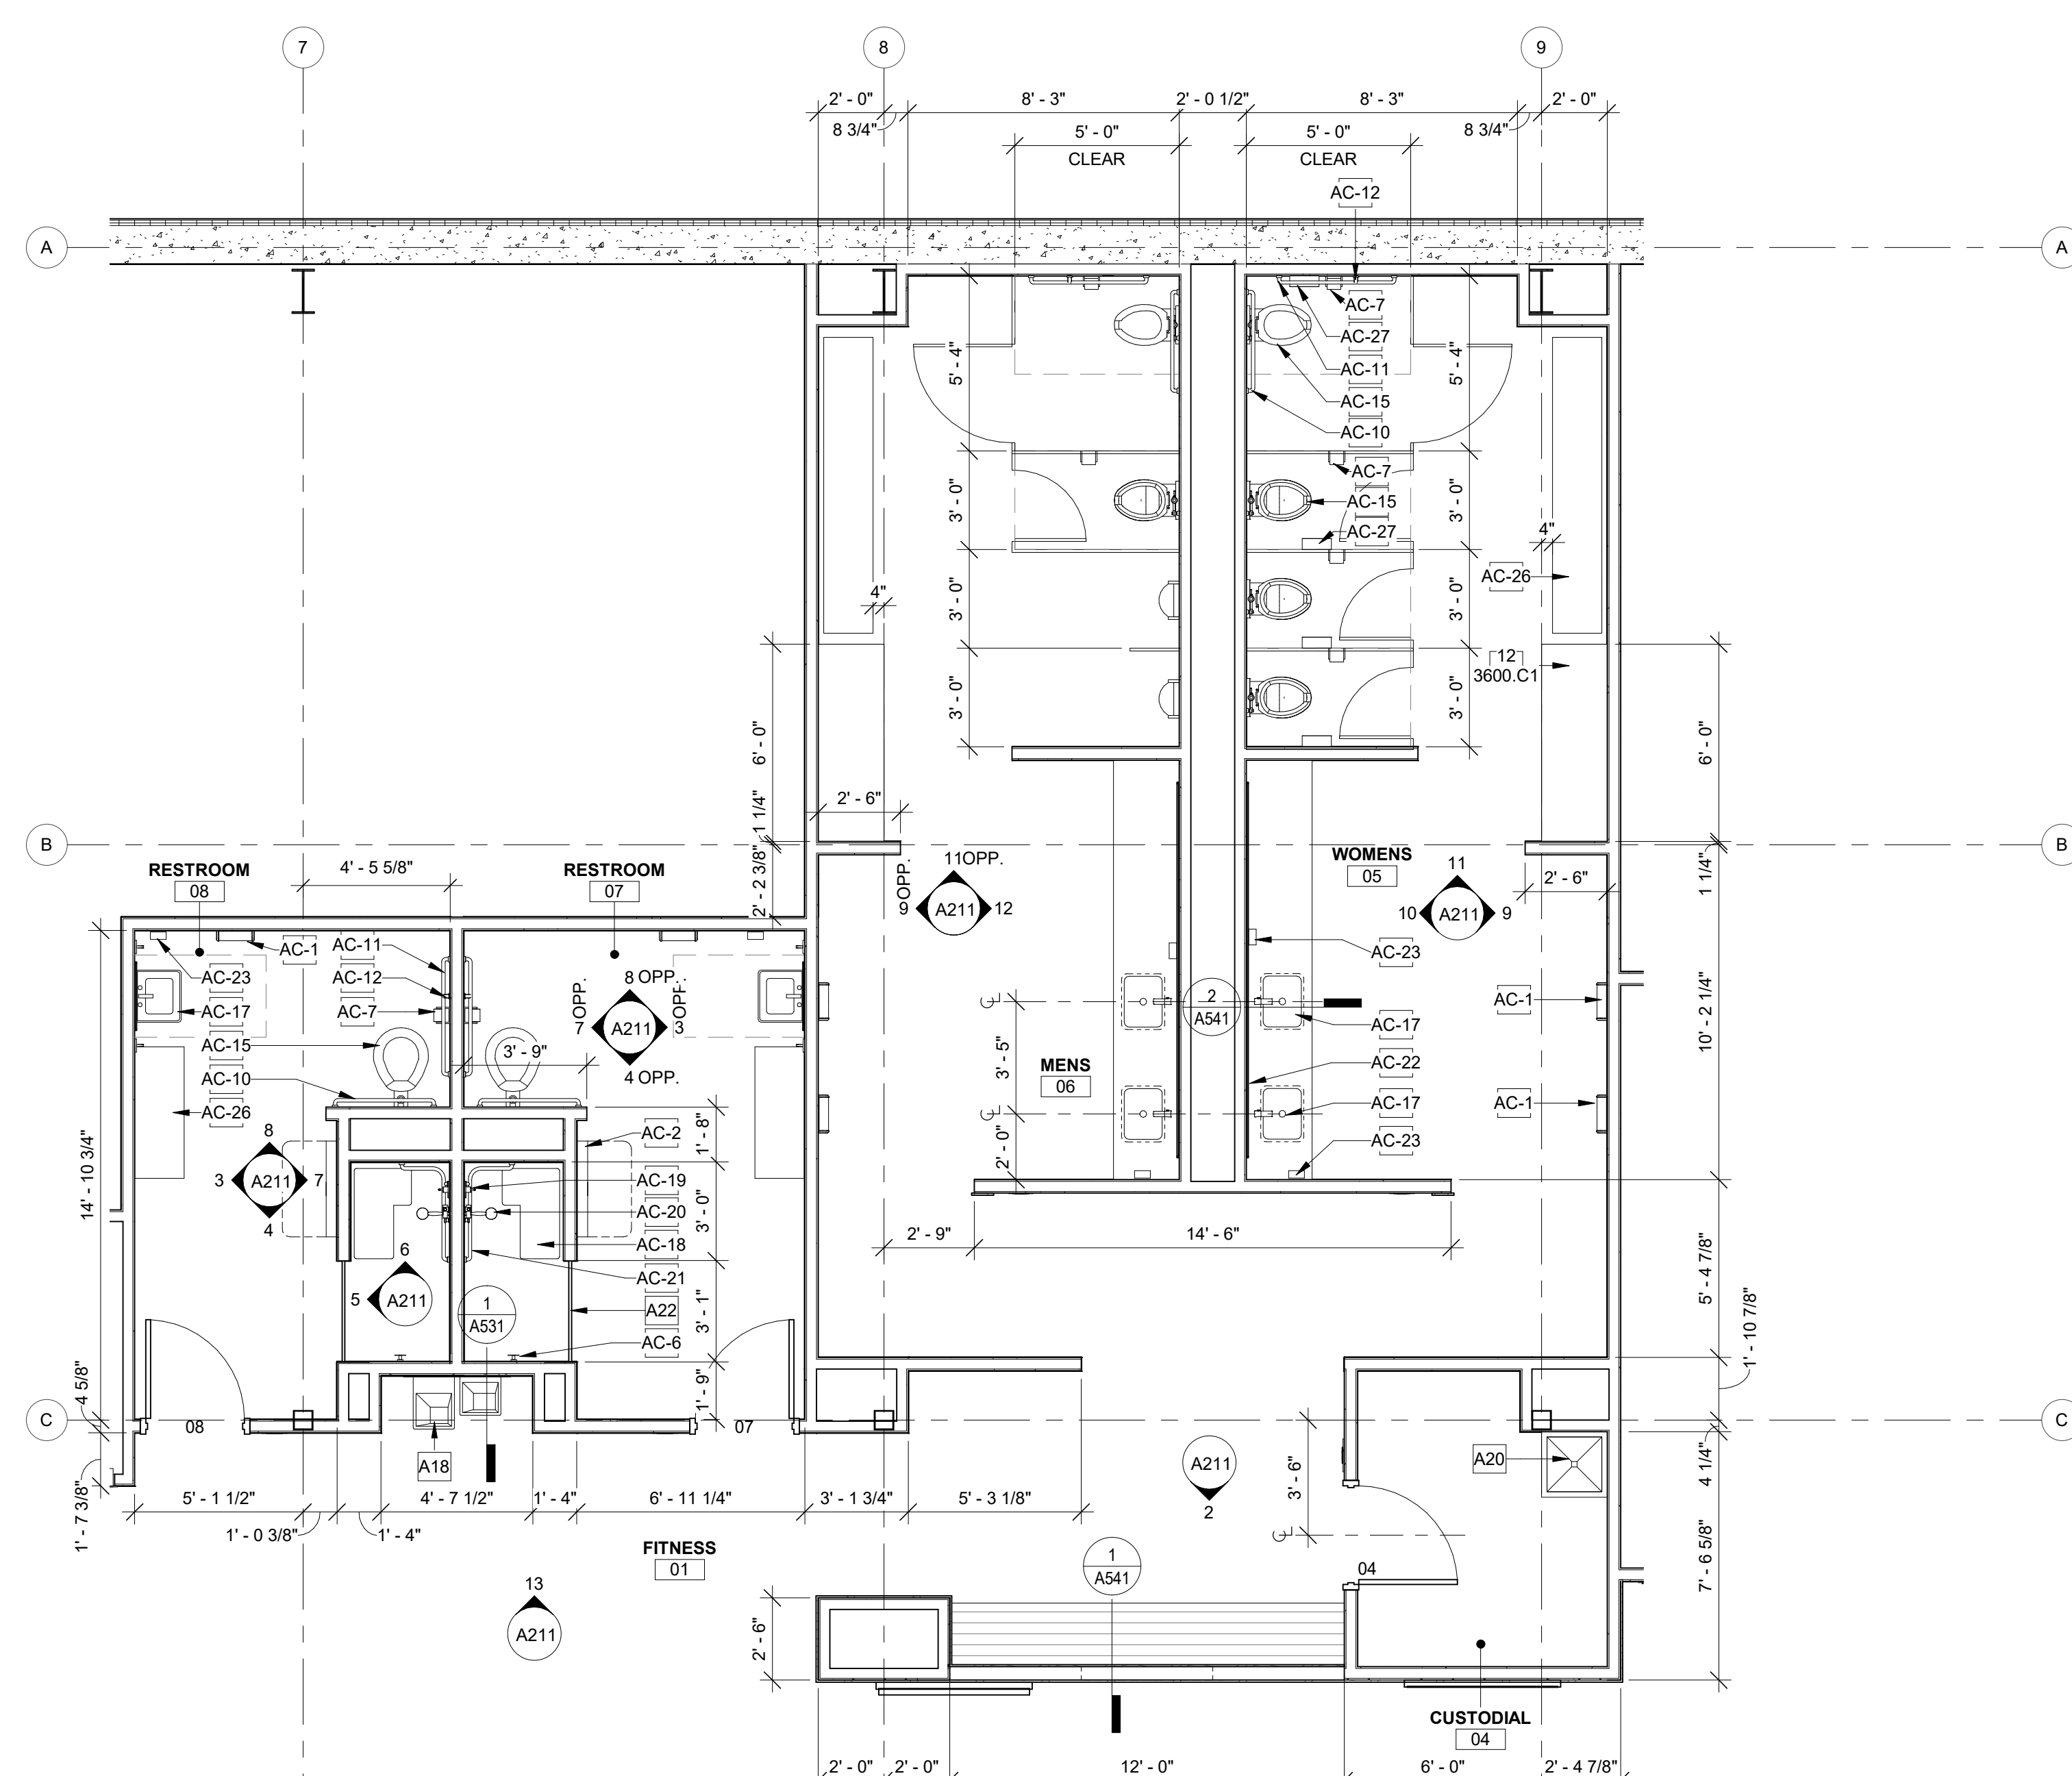 7
8
9
2' - 0"
8' - 3"
2' - 0 1/2"
8' - 3"
2' - 0"
8 3/4"
8 3/4"
5' - 0"
CLEAR
5' - 0"
CLEAR
AC-12
A
A
AC-7
AC-27
AC-11
AC-15
AC-10
5' - 4"
5' - 4"
AC-7
AC-15
AC-27
3' - 0"
3' - 0"
4"
AC-26
4"
3' - 0"
3' - 0"
12
3600.C1
3' - 0"
3' - 0"
6' - 0"
6' - 0"
1 1/4"
2' - 6"
B
B
RESTROOM
08
4' - 5 5/8"
RESTROOM
07
2' - 2 3/8"
11 OPP.
9 OPP.
A211
12
WOMENS
05
11
10
A211
9
2' - 6"
1 1/4"
AC-1
AC-11
AC-23
AC-12
AC-17
AC-7
AC-15
AC-10
AC-26
8 OPP.
7 OPP.
A211
3 OPP.
4 OPP.
3' - 9"
AC-23
2
A541
AC-1
AC-17
10' - 2 1/4"
3' - 5"
MENS
06
AC-22
AC-17
AC-1
AC-23
2' - 0"
CL
CL
8
3
A211
7
4
14' - 10 3/4"
AC-2
1' - 8"
AC-19
AC-20
AC-18
AC-21
3' - 0"
A22
AC-6
3' - 1"
6
5
A211
1
A531
2' - 9"
14' - 6"
5' - 4 7/8"
1' - 10 7/8"
4 5/8"
1' - 9"
C
C
08
07
A18
A211
2
3' - 6"
A20
4 1/4"
1' - 7 3/8"
5' - 1 1/2"
4' - 7 1/2"
1' - 4"
6' - 11 1/4"
3' - 1 3/4"
5' - 3 1/8"
1' - 0 3/8"
1' - 4"
CL
7' - 6 5/8"
FITNESS
01
1
A541
04
13
A211
2' - 6"
CUSTODIAL
04
2' - 0"
2' - 0"
12' - 0"
6' - 0"
2' - 4 7/8"